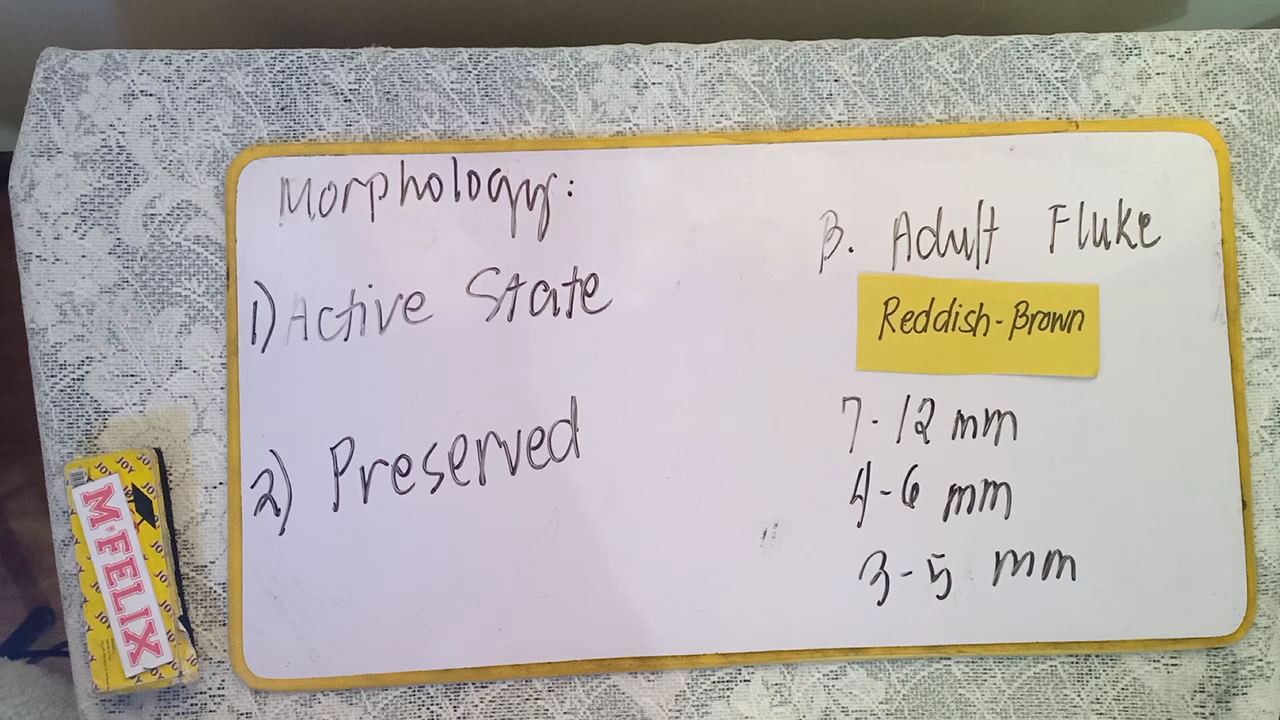 Morphology:
1) Active State
2) Preserved
B. Adult Fluke
Reddish-Brown
7-12 mm
4-6 mm
3-5 mm
JOY
M.FELIX